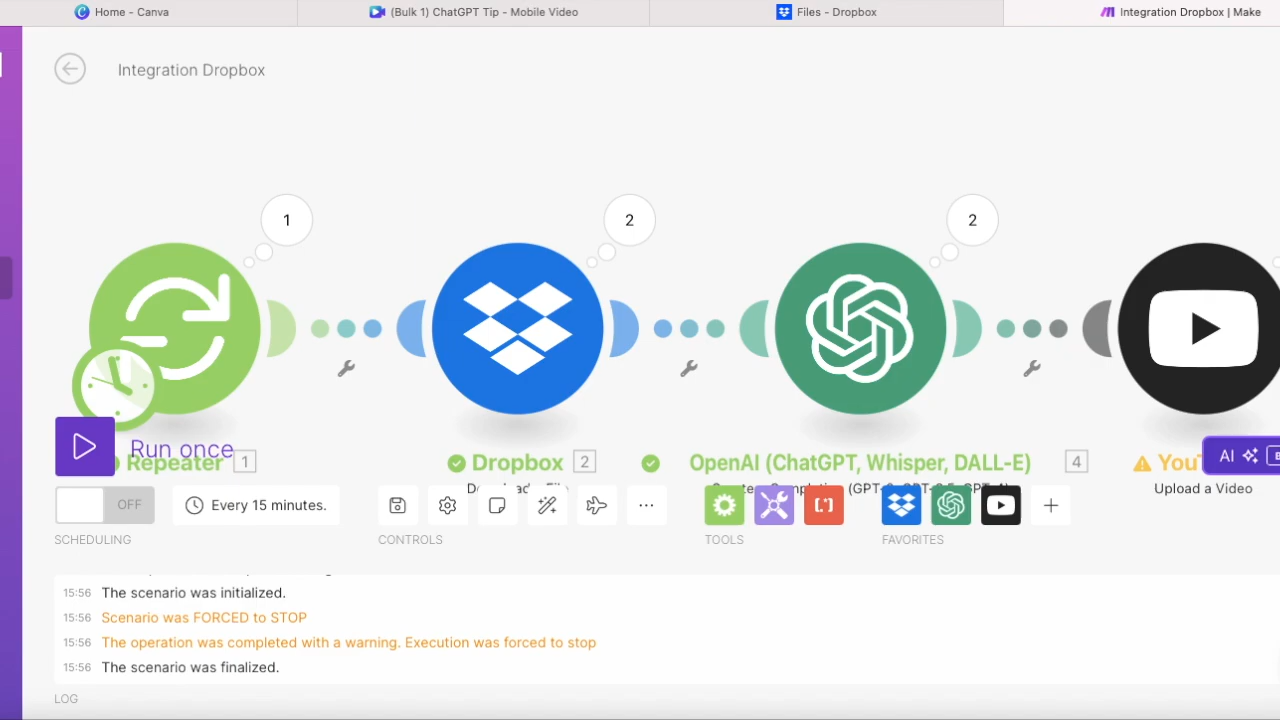 Home - Canva
(Bulk 1) ChatGPT Tip - Mobile Video
Files - Dropbox
Integration Dropbox | Make
Integration Dropbox
1
2
2
Run once
Repeater 1
Dropbox 2
OpenAI (ChatGPT, Whisper, DALL-E) 4
You
AI
Upload a Video
OFF
Every 15 minutes.
SCHEDULING
CONTROLS
TOOLS
FAVORITES
15:56 The scenario was initialized.
15:56 Scenario was FORCED to STOP
15:56 The operation was completed with a warning. Execution was forced to stop
15:56 The scenario was finalized.
LOG